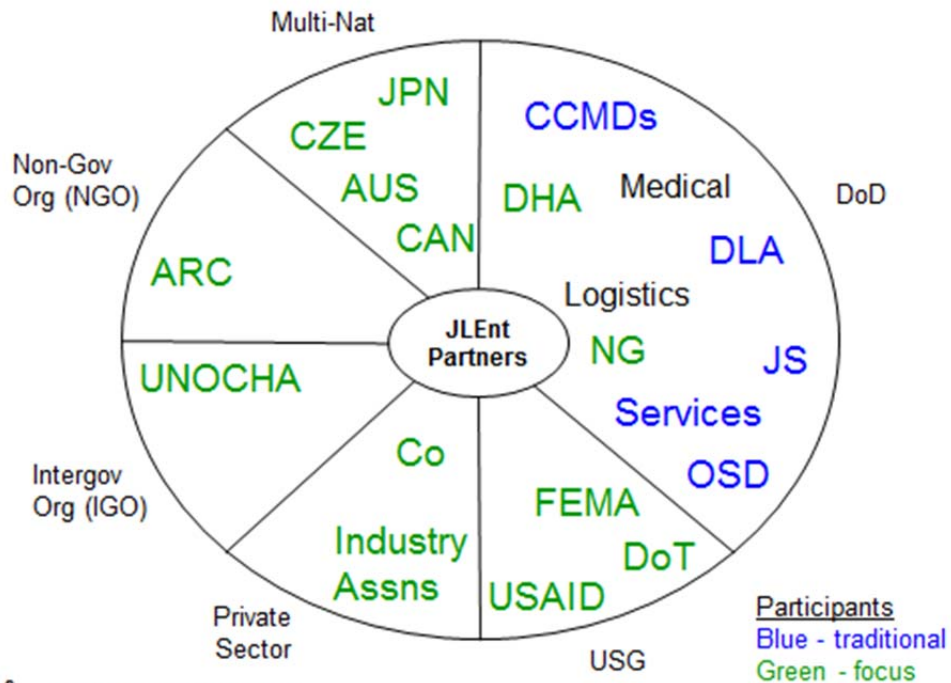 Multi-Nat
JPN
CZE
AUS
CAN
CCMDs
Medical
DHA
DLA
Logistics
NG
JS
Services
OSD
DoD
Non-Gov
Org (NGO)
ARC
JLEnt
Partners
UNOCHA
Intergov
Org (IGO)
Co
Industry
Assns
Private
Sector
FEMA
DoT
USAID
USG
Participants
Blue - traditional
Green - focus